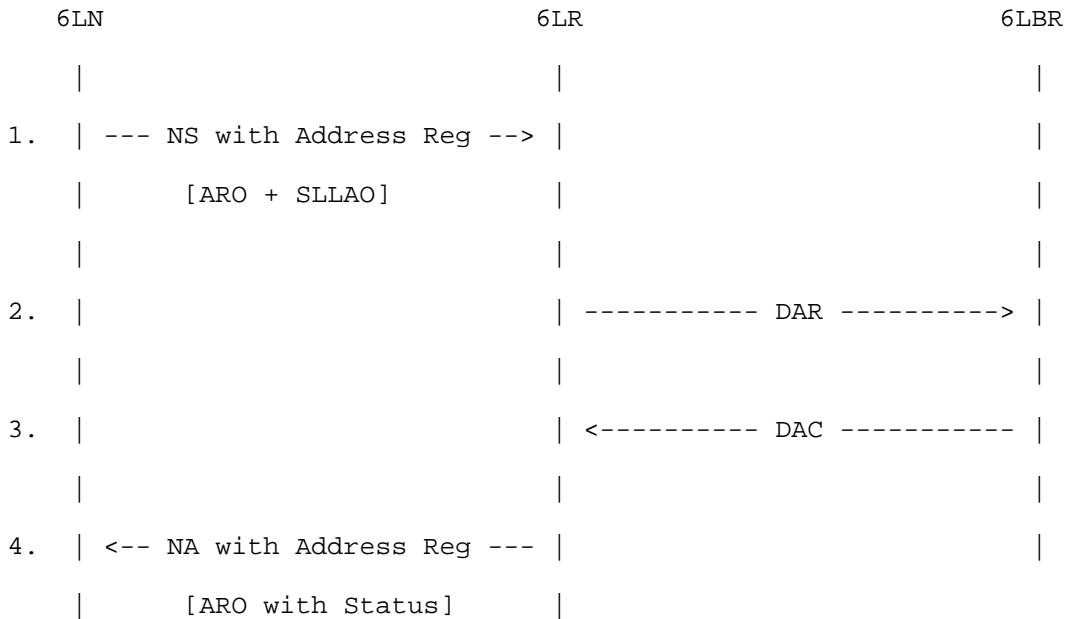 6LN                    6LR                    6LBR
|                       |                       |
1.  | --- NS with Address Reg --> |                       |
|     [ARO + SLLAO]     |                       |
|                       |                       |
2.  |                       | ----------- DAR ----------> |
|                       |                       |
3.  |                       | <---------- DAC ----------- |
|                       |                       |
4.  | <-- NA with Address Reg --- |                       |
|     [ARO with Status]     |